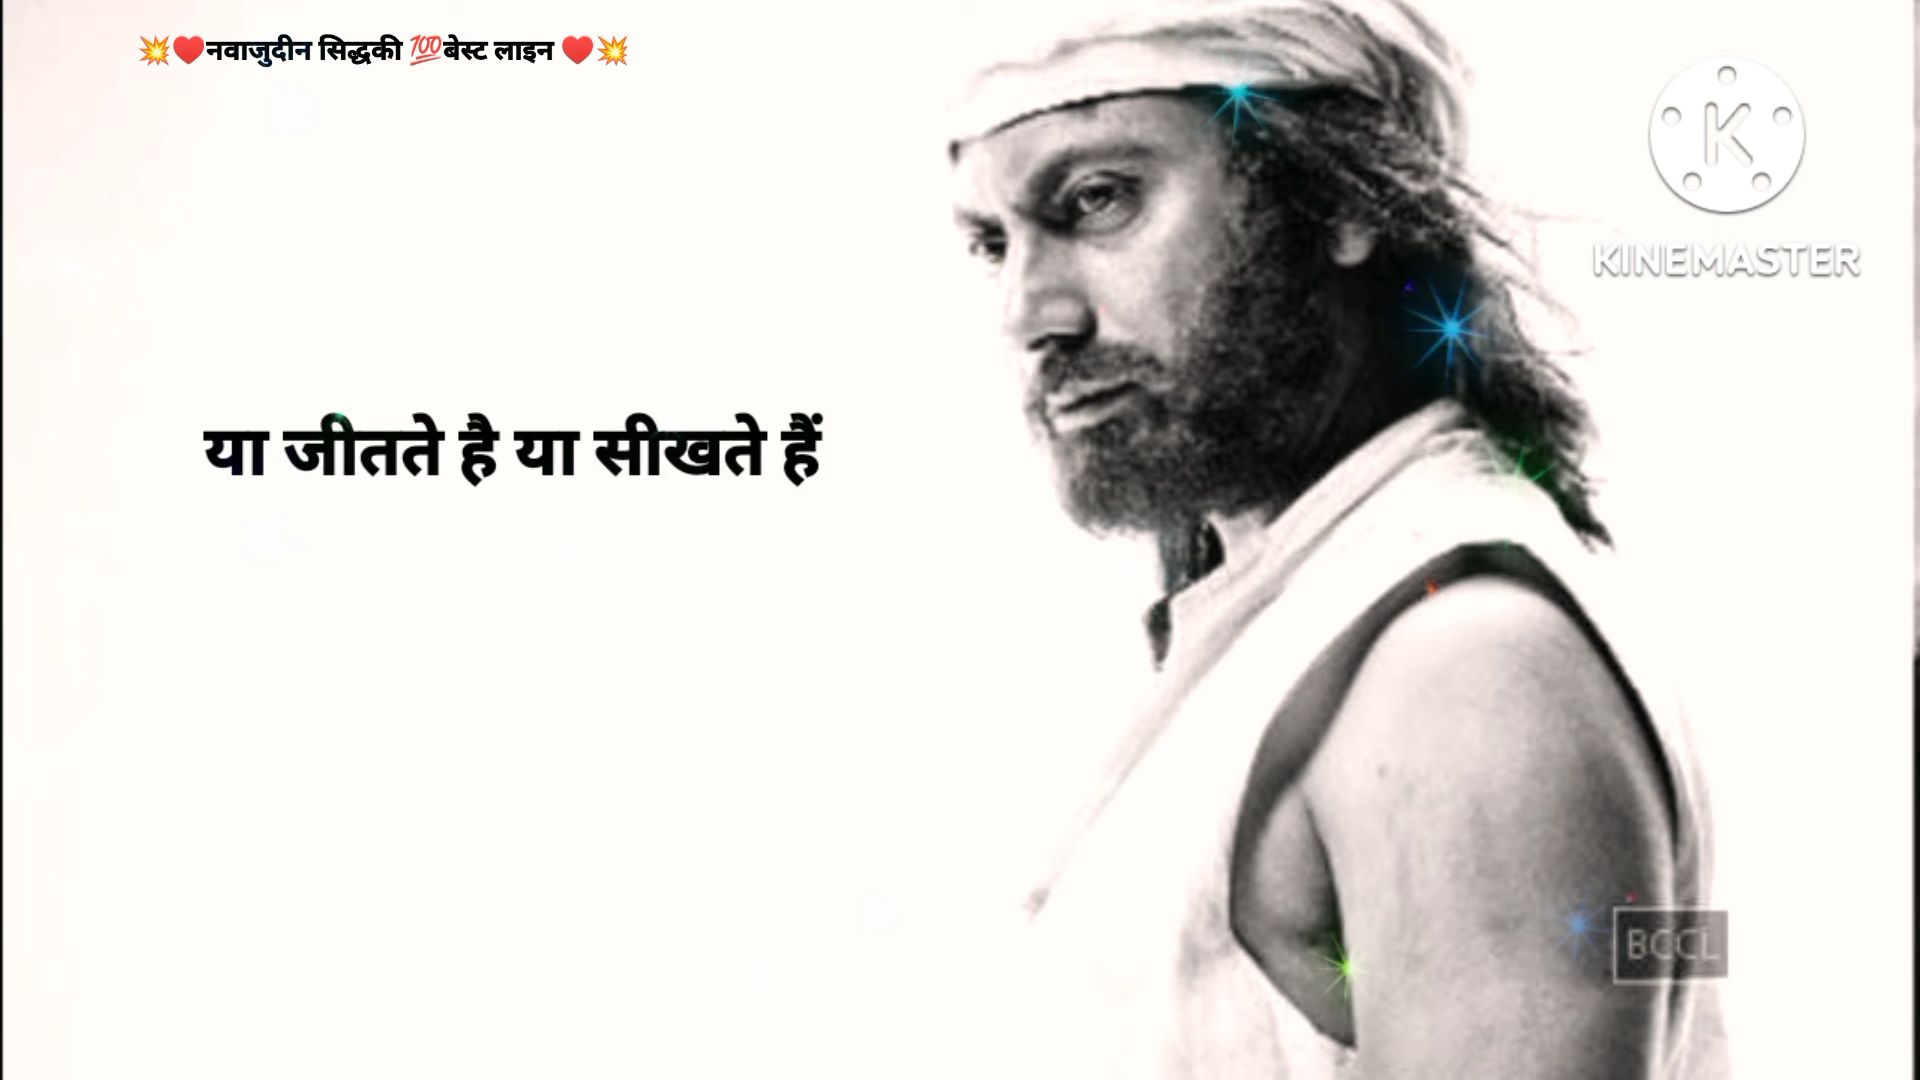 💥♥️नवाजुदीन सिद्धकी 💯बेस्ट लाइन ♥️💥
K
KINEMASTER
या जीतते है या सीखते हैं
BCCL